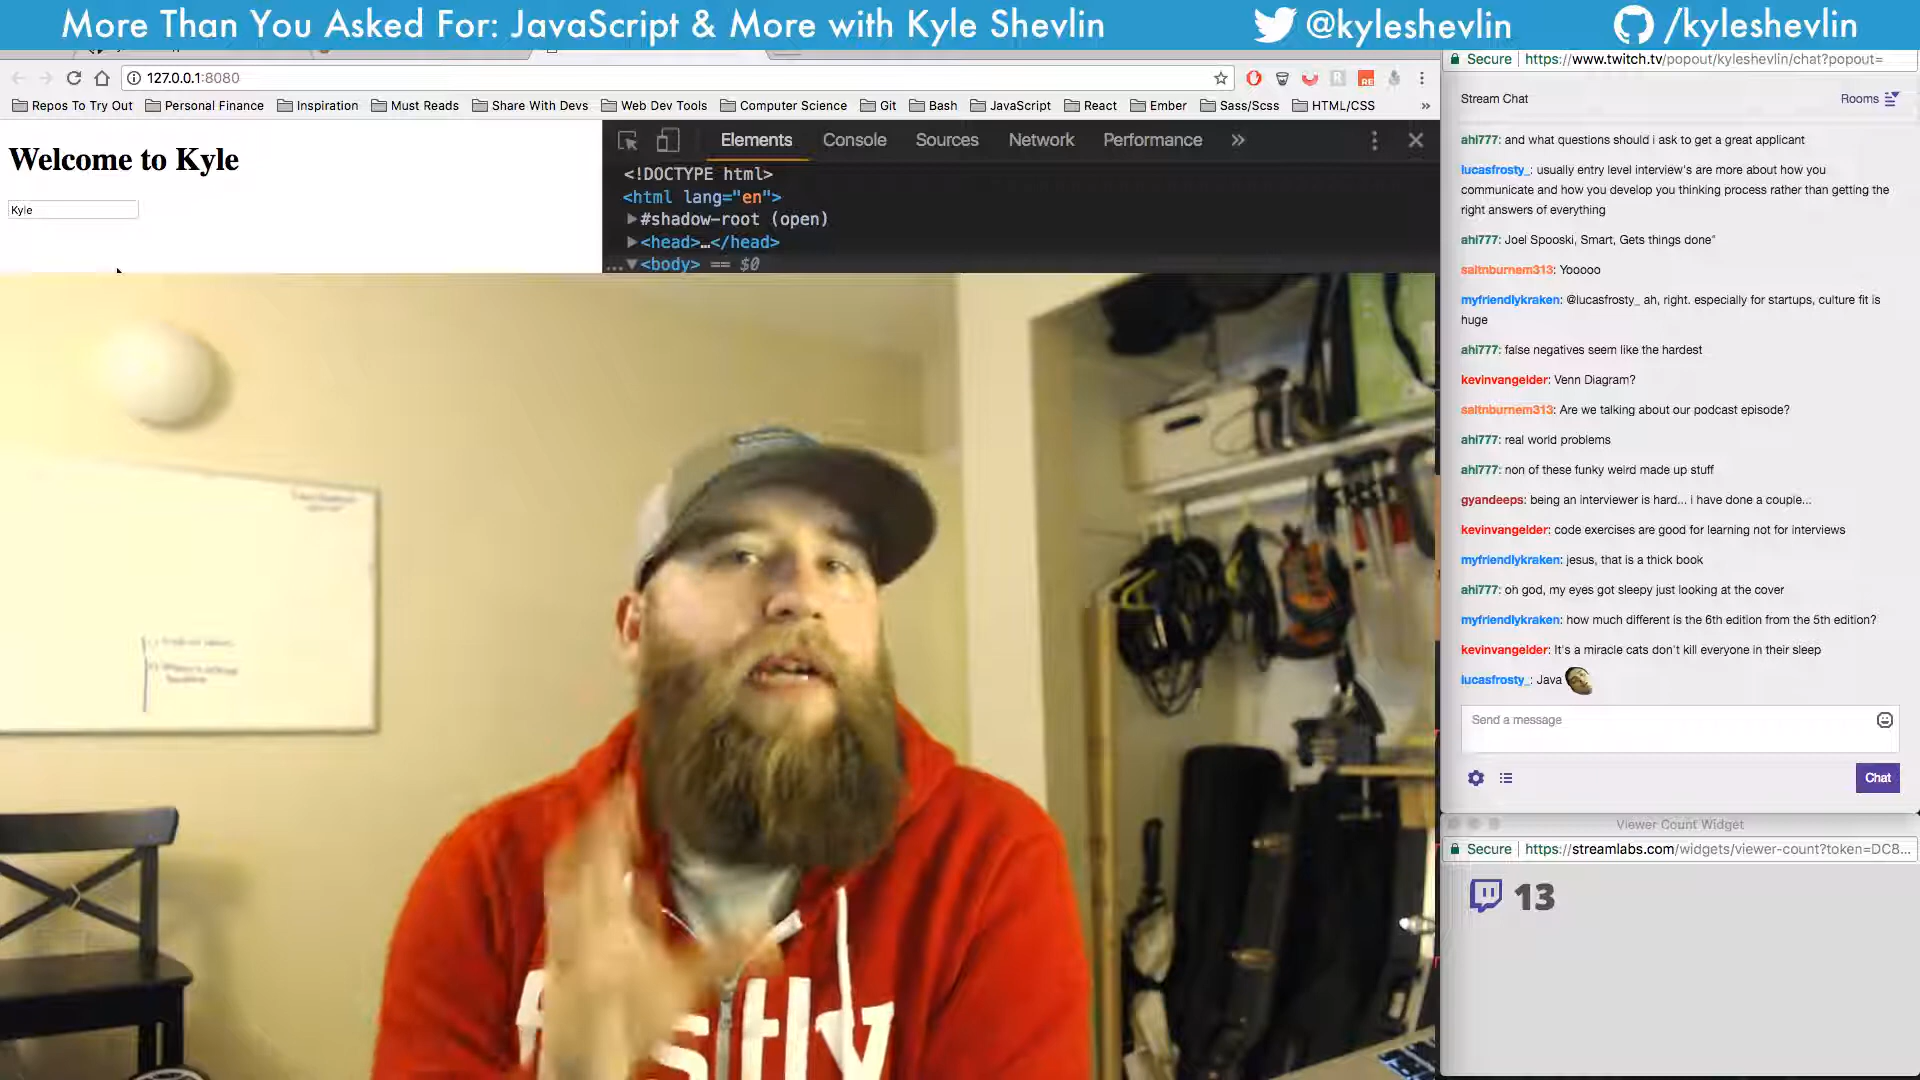 More Than You Asked For: JavaScript & More with Kyle Shevlin
@kyleshevlin
/kyleshevlin
127.0.0.1:8080
Repos To Try Out
Personal Finance
Inspiration
Must Reads
Share With Devs
Web Dev Tools
Computer Science
Git
Bash
JavaScript
React
Ember
Sass/Scss
HTML/CSS
»
Welcome to Kyle
Kyle
Elements
Console
Sources
Network
Performance
»
<!DOCTYPE html>
<html lang="en">
#shadow-root (open)
<head>…</head>
...
<body> == $0
Secure
https://www.twitch.tv/popout/kyleshevlin/chat?popout=
Stream Chat
Rooms
ahl777: and what questions should i ask to get a great applicant
lucasfrosty_: usually entry level interview's are more about how you
communicate and how you develop you thinking process rather than getting the
right answers of everything
ahl777: Joel Spooski, Smart, Gets things done"
saltnburnem313: Yooooo
myfriendlykraken: @lucasfrosty_ ah, right. especially for startups, culture fit is
huge
ahl777: false negatives seem like the hardest
kevinvangelder: Venn Diagram?
saltnburnem313: Are we talking about our podcast episode?
ahl777: real world problems
ahl777: non of these funky weird made up stuff
gyandeeps: being an interviewer is hard... i have done a couple...
kevinvangelder: code exercises are good for learning not for interviews
myfriendlykraken: jesus, that is a thick book
ahl777: oh god, my eyes got sleepy just looking at the cover
myfriendlykraken: how much different is the 6th edition from the 5th edition?
kevinvangelder: It's a miracle cats don't kill everyone in their sleep
lucasfrosty_: Java
Send a message
Chat
Viewer Count Widget
Secure
https://streamlabs.com/widgets/viewer-count?token=DC8...
13